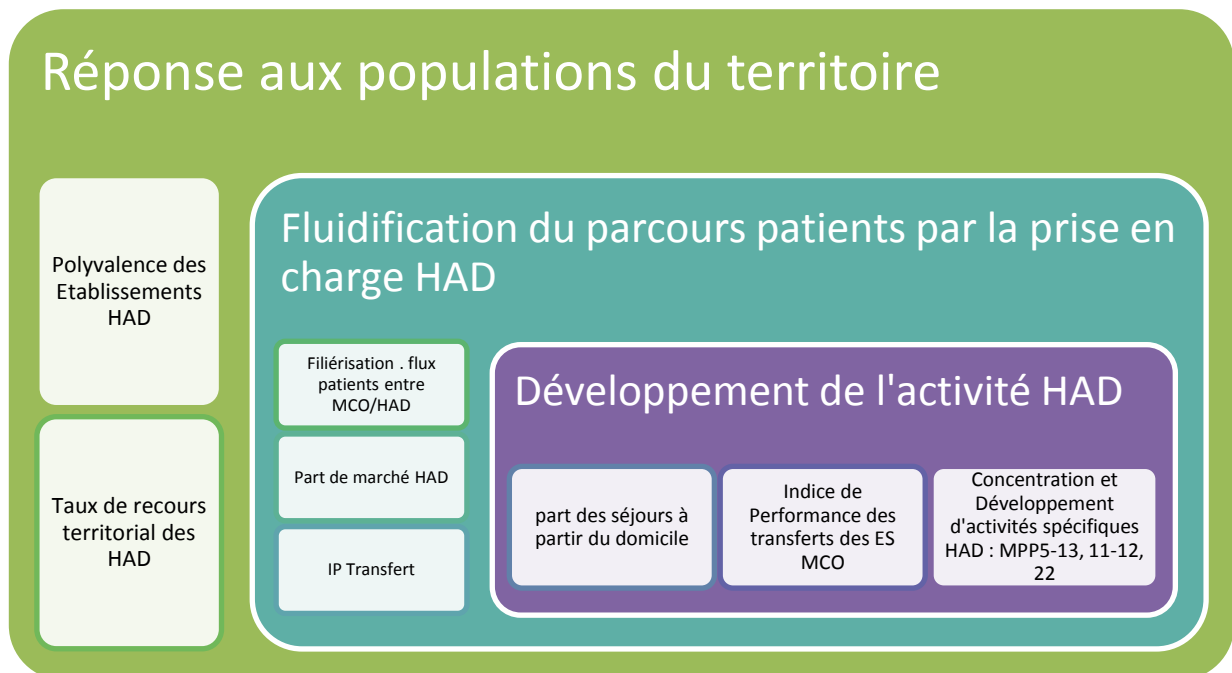 Réponse aux populations du territoire
Polyvalence des
Etablissements
HAD
Taux de recours
territorial des
HAD
Fluidification du parcours patients par la prise en
charge HAD
Filiérisation . flux
patients entre
MCO/HAD
Part de marché HAD
IP Transfert
Développement de l'activité HAD
part des séjours à
partir du domicile
Indice de
Performance des
transferts des ES
MCO
Concentration et
Développement
d'activités spécifiques
HAD : MPP5-13, 11-12,
22